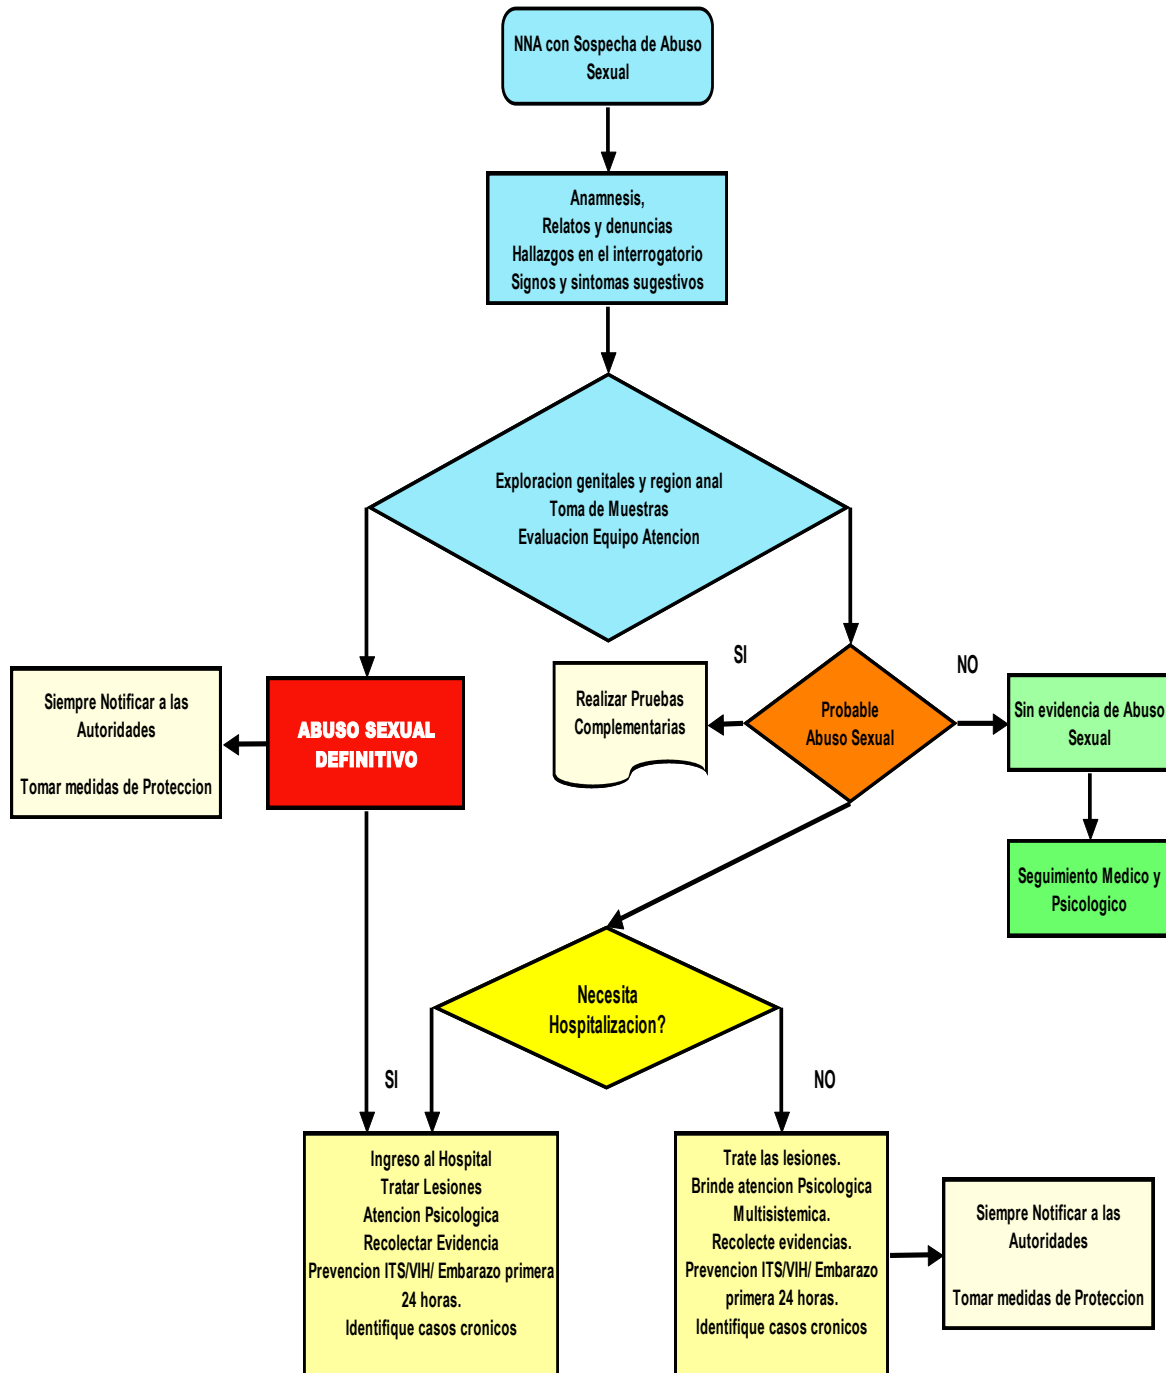 NNA con Sospecha de Abuso
Sexual
Anamnesis,
Relatos y denuncias
Hallazgos en el interrogatorio
Signos y sintomas sugestivos
Exploracion genitales y region anal
Toma de Muestras
Evaluacion Equipo Atencion
Siempre Notificar a las
Autoridades
Tomar medidas de Proteccion
ABUSO SEXUAL
DEFINITIVO
SI
Realizar Pruebas
Complementarias
Probable
Abuso Sexual
NO
Sin evidencia de Abuso
Sexual
Seguimiento Medico y
Psicologico
Necesita
Hospitalizacion?
SI
NO
Ingreso al Hospital
Tratar Lesiones
Atencion Psicologica
Recolectar Evidencia
Prevencion ITS/VIH/ Embarazo primera
24 horas.
Identifique casos cronicos
Trate las lesiones.
Brinde atencion Psicologica
Multisistemica.
Recolecte evidencias.
Prevencion ITS/VIH/ Embarazo
primera 24 horas.
Identifique casos cronicos
Siempre Notificar a las
Autoridades
Tomar medidas de Proteccion